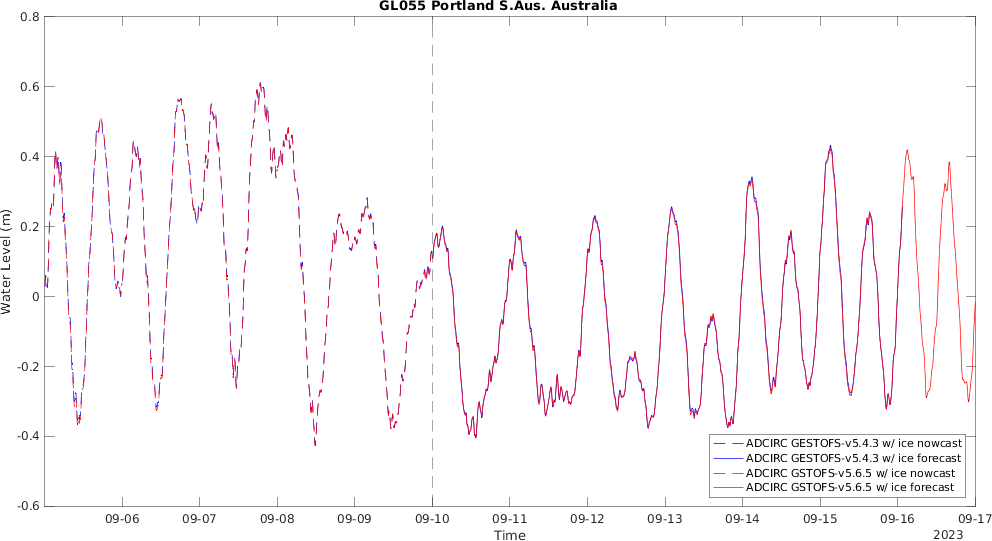 GL055 Portland S.Aus. Australia
Water Level (m)
0.8
0.6
0.4
0.2
0
-0.2
-0.4
-0.6
ADCIRC GESTOFS-v5.4.3 w/ ice nowcast
ADCIRC GESTOFS-v5.4.3 w/ ice forecast
ADCIRC GSTOFS-v5.6.5 w/ ice nowcast
ADCIRC GSTOFS-v5.6.5 w/ ice forecast
09-06 09-07 09-08 09-09 09-10 09-11 09-12 09-13 09-14 09-15 09-16 09-17
Time
2023